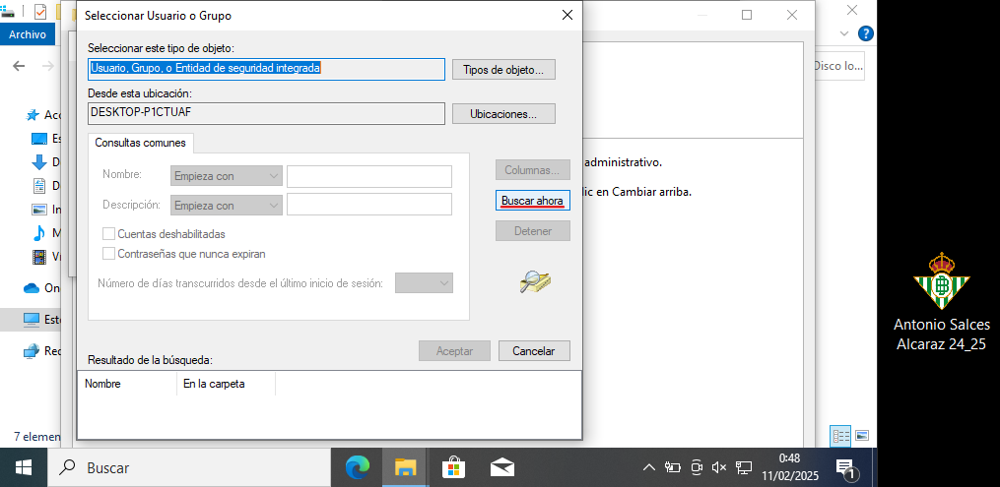 Seleccionar Usuario o Grupo
Archivo
Seleccionar este tipo de objeto:
Usuario, Grupo, o Entidad de seguridad integrada
Tipos de objeto...
Disco lo...
Desde esta ubicación:
DESKTOP-P1CTUAF
Ubicaciones...
Consultas comunes
Nombre:
Empieza con
Columnas...
administrativo.
Descripción:
Empieza con
Buscar ahora
lic en Cambiar arriba.
Cuentas deshabilitadas
Detener
Contraseñas que nunca expiran
Número de días transcurridos desde el último inicio de sesión:
Acc
Es
D
D
In
M
On
Este
Rec
Antonio Salces
Alcaraz 24_25
Aceptar
Cancelar
Resultado de la búsqueda:
Nombre
En la carpeta
7 elemen
Buscar
0:48
11/02/2025
1